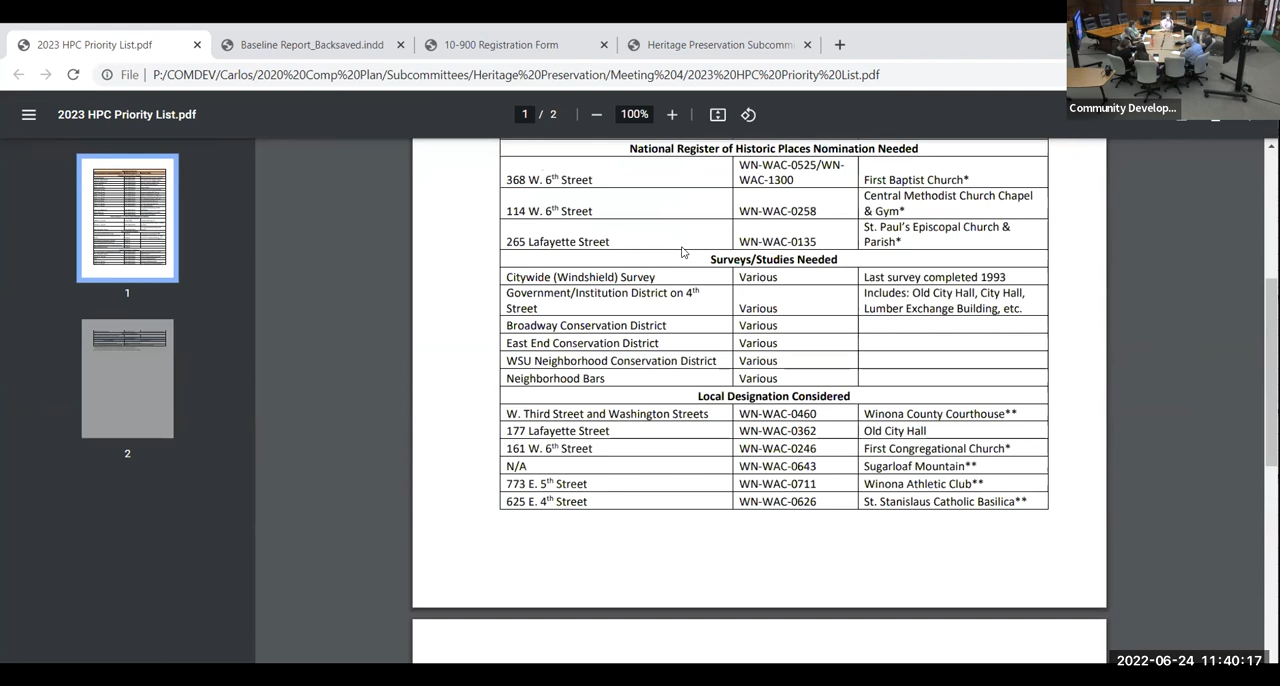 2023 HPC Priority List.pdf
Baseline Report_Backsaved.indd
10-900 Registration Form
Heritage Preservation Subcomm
File
P:/COMDEV/Carlos/2020%20Comp%20Plan/Subcommittees/Heritage%20Preservation/Meeting%204/2023%20HPC%20Priority%20List.pdf
Community Develop...
2023 HPC Priority List.pdf
1 / 2
100%
National Register of Historic Places Nomination Needed
368 W. 6th Street WN-WAC-0525/WN-
WAC-1300 First Baptist Church*
114 W. 6th Street WN-WAC-0258 Central Methodist Church Chapel
& Gym*
265 Lafayette Street WN-WAC-0135 St. Paul's Episcopal Church &
Parish*
Surveys/Studies Needed
Citywide (Windshield) Survey Various Last survey completed 1993
Government/Institution District on 4th
Street Various Includes: Old City Hall, City Hall,
Lumber Exchange Building, etc.
Broadway Conservation District Various
East End Conservation District Various
WSU Neighborhood Conservation District Various
Neighborhood Bars Various
Local Designation Considered
W. Third Street and Washington Streets WN-WAC-0460 Winona County Courthouse**
177 Lafayette Street WN-WAC-0362 Old City Hall
161 W. 6th Street WN-WAC-0246 First Congregational Church*
N/A WN-WAC-0643 Sugarloaf Mountain**
773 E. 5th Street WN-WAC-0711 Winona Athletic Club**
625 E. 4th Street WN-WAC-0626 St. Stanislaus Catholic Basilica**
1
2
2022-06-24 11:40:17